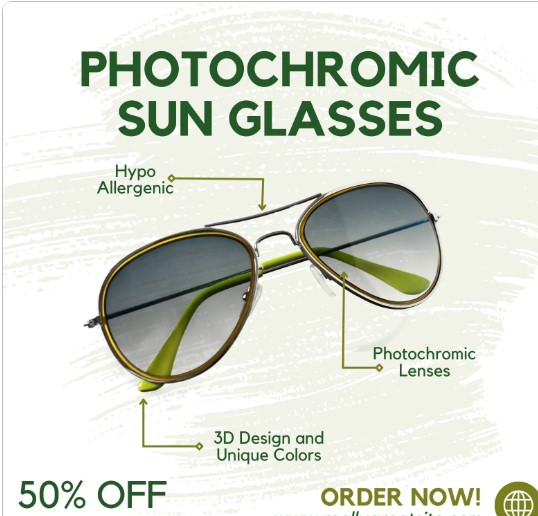 PHOTOCHROMIC
SUN GLASSES
Hypo
Allergenic
Photochromic
Lenses
3D Design and
Unique Colors
50% OFF
ORDER NOW!